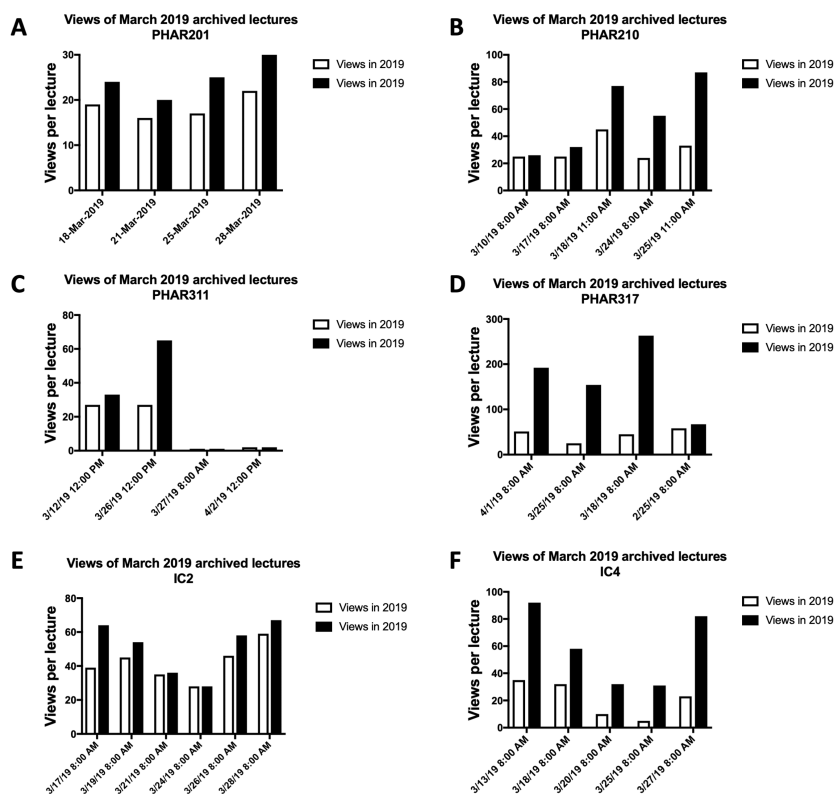 A
Views of March 2019 archived lectures
PHAR201
Views per lecture
30
20
10
0
18-Mar-2019
21-Mar-2019
25-Mar-2019
28-Mar-2019
Views in 2019
Views in 2019
B
Views of March 2019 archived lectures
PHAR210
Views per lecture
100
80
60
40
20
0
3/10/19 8:00 AM
3/17/19 8:00 AM
3/18/19 11:00 AM
3/24/19 8:00 AM
3/25/19 11:00 AM
Views in 2019
Views in 2019
C
Views of March 2019 archived lectures
PHAR311
Views per lecture
80
60
40
20
0
3/12/19 12:00 PM
3/26/19 12:00 PM
3/27/19 8:00 AM
4/2/19 12:00 PM
Views in 2019
Views in 2019
D
Views of March 2019 archived lectures
PHAR317
Views per lecture
300
200
100
0
4/1/19 8:00 AM
3/25/19 8:00 AM
3/18/19 8:00 AM
2/25/19 8:00 AM
Views in 2019
Views in 2019
E
Views of March 2019 archived lectures
IC2
Views per lecture
80
60
40
20
0
3/17/19 8:00 AM
3/19/19 8:00 AM
3/21/19 8:00 AM
3/24/19 8:00 AM
3/26/19 8:00 AM
3/28/19 8:00 AM
Views in 2019
Views in 2019
F
Views of March 2019 archived lectures
IC4
Views per lecture
100
80
60
40
20
0
3/13/19 8:00 AM
3/18/19 8:00 AM
3/20/19 8:00 AM
3/25/19 8:00 AM
3/27/19 8:00 AM
Views in 2019
Views in 2019